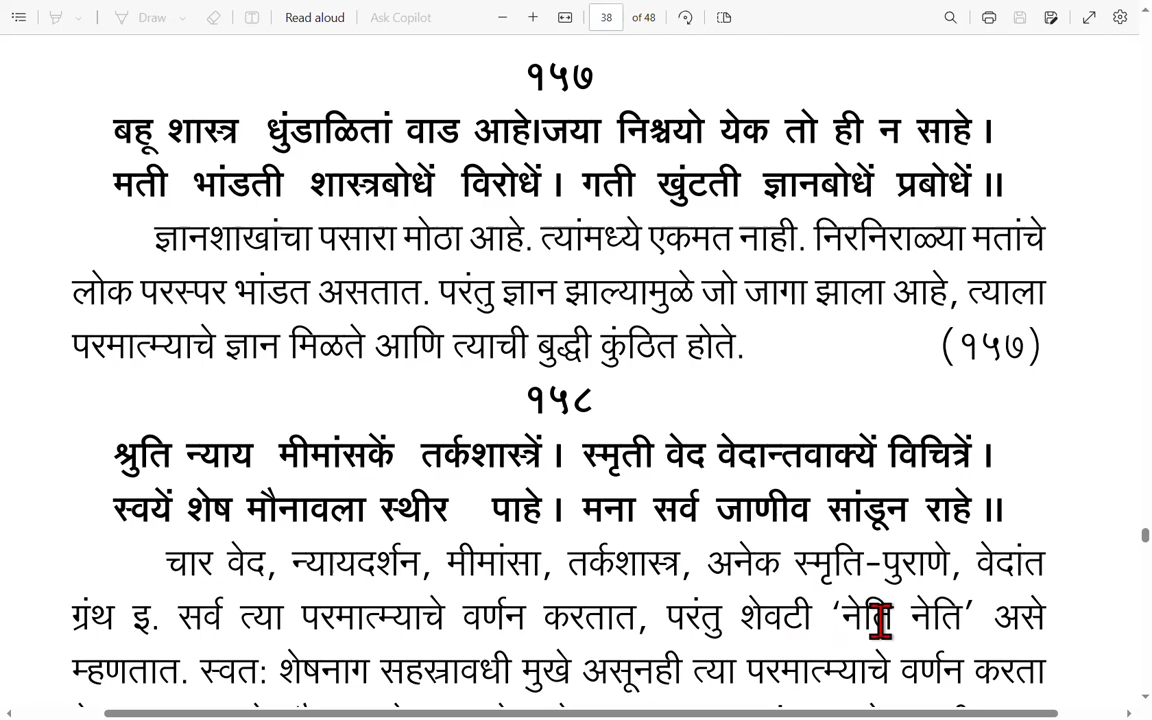 Draw
Read aloud
Ask Copilot
38 of 48
१५७
बहू शास्त्र धुंडाळितां वाड आहे।जया निश्चयो येक तो ही न साहे ।
मती भांडती शास्त्रबोधें विरोधें । गती खुंटती ज्ञानबोधें प्रबोधें ॥
ज्ञानशाखांचा पसारा मोठा आहे. त्यांमध्ये एकमत नाही. निरनिराळ्या मतांचे
लोक परस्पर भांडत असतात. परंतु ज्ञान झाल्यामुळे जो जागा झाला आहे, त्याला
परमात्म्याचे ज्ञान मिळते आणि त्याची बुद्धी कुंठित होते. (१५७)
१५८
श्रुति न्याय मीमांसकें तर्कशास्त्रें । स्मृती वेद वेदान्तवाक्यें विचित्रें ।
स्वयें शेष मौनावला स्थीर पाहे । मना सर्व जाणीव सांडून राहे ॥
चार वेद, न्यायदर्शन, मीमांसा, तर्कशास्त्र, अनेक स्मृति-पुराणे, वेदांत
ग्रंथ इ. सर्व त्या परमात्म्याचे वर्णन करतात, परंतु शेवटी ‘नेति नेति’ असे
म्हणतात. स्वत: शेषनाग सहस्रावधी मुखे असूनही त्या परमात्म्याचे वर्णन करता